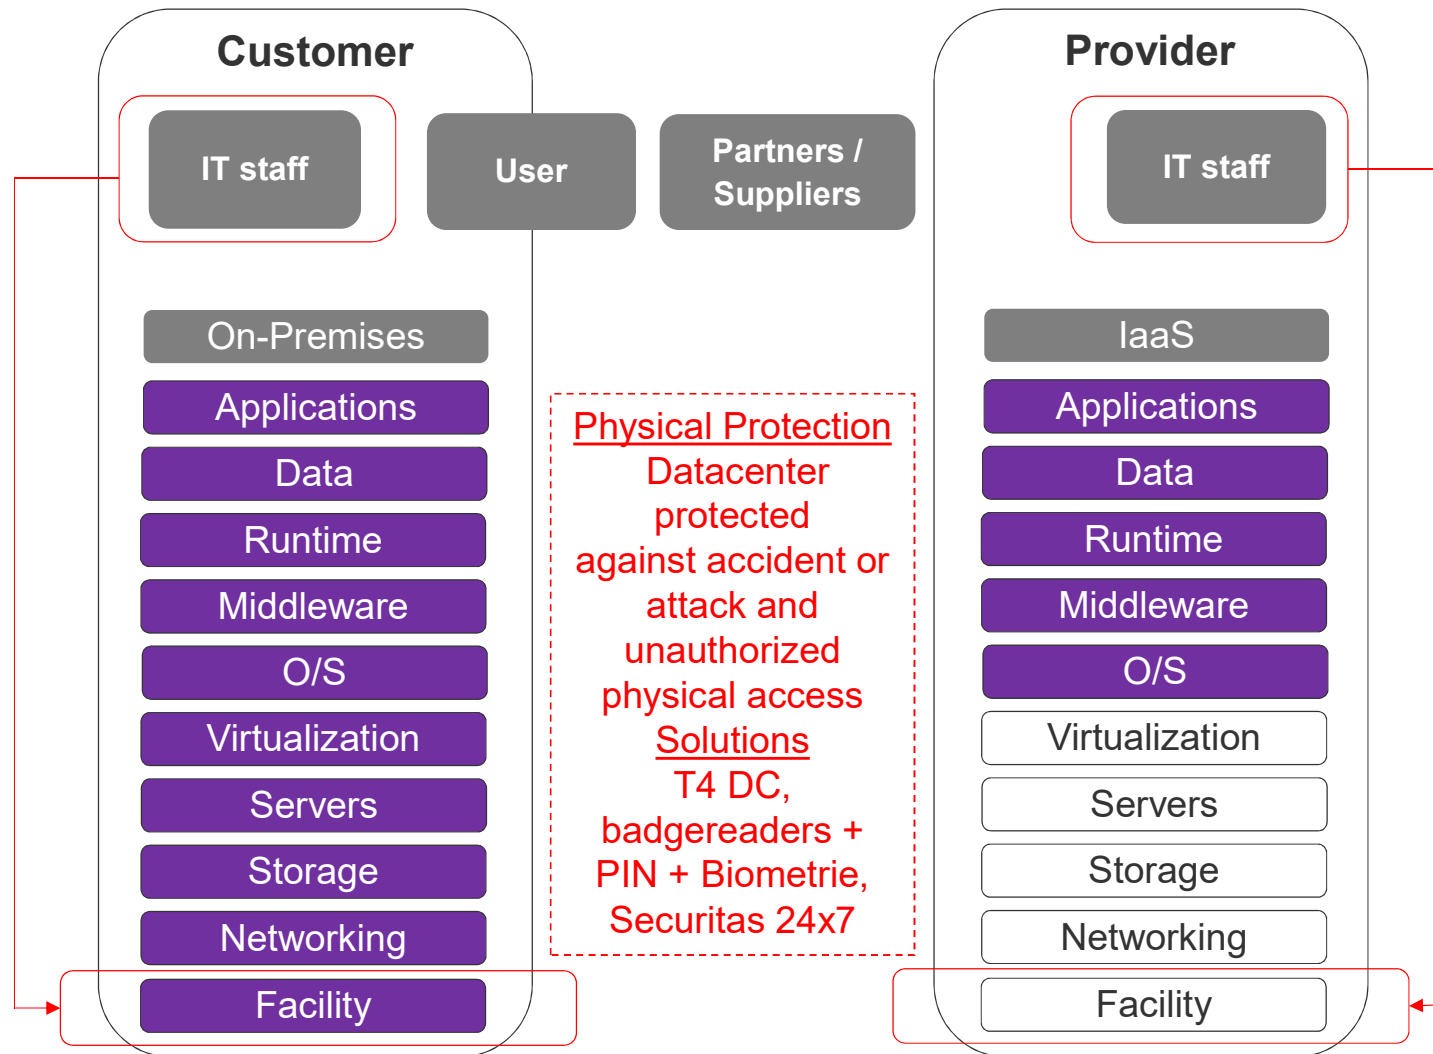 Customer
IT staff
User
Partners /
Suppliers
On-Premises
Applications
Data
Runtime
Middleware
O/S
Virtualization
Servers
Storage
Networking
Facility
Physical Protection
Datacenter
protected
against accident or
attack and
unauthorized
physical access
Solutions
T4 DC,
badgereaders +
PIN + Biometrie,
Securitas 24x7
Provider
IT staff
IaaS
Applications
Data
Runtime
Middleware
O/S
Virtualization
Servers
Storage
Networking
Facility